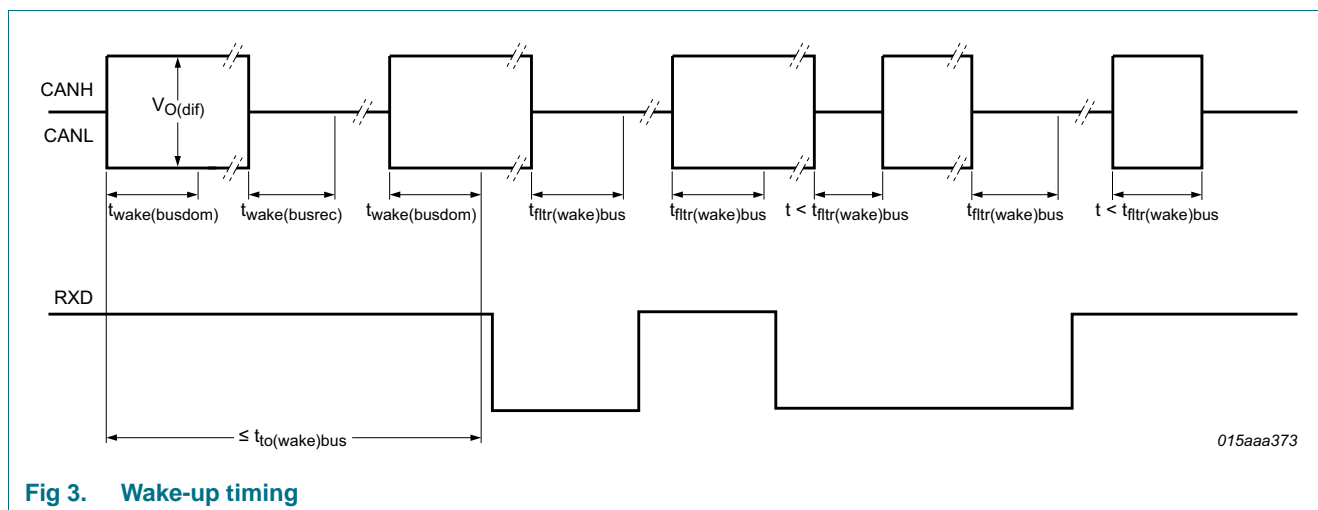 CANH
V_O(dif)
CANL
t_wake(busdom)
t_wake(busrec)
t_wake(busdom)
t_fltr(wake)bus
t_fltr(wake)bus
t < t_fltr(wake)bus
t_fltr(wake)bus
t < t_fltr(wake)bus
RXD
≤ t_to(wake)bus
015aaa373
Fig 3. Wake-up timing